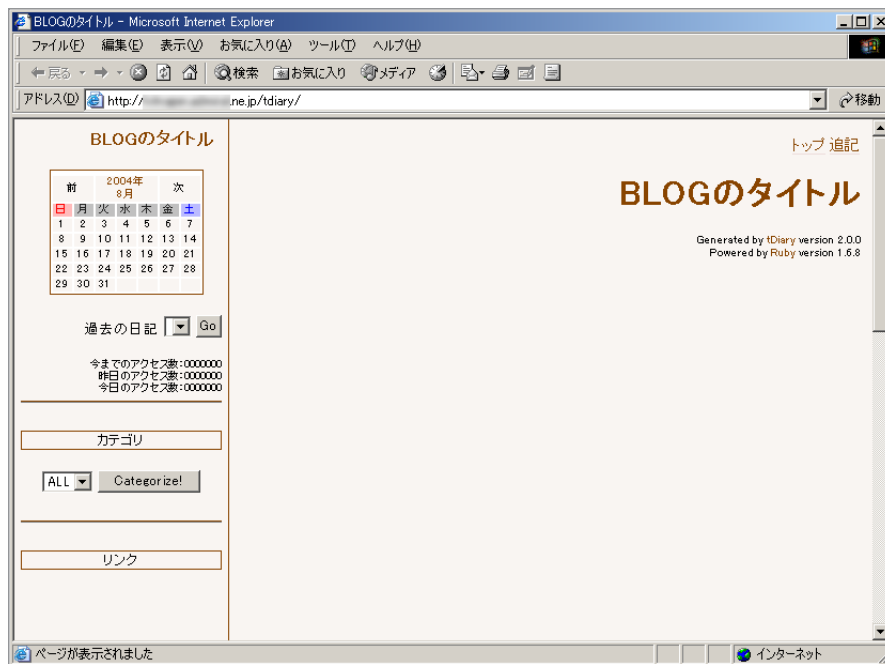 BLOGのタイトル - Microsoft Internet Explorer
ファイル(F) 編集(E) 表示(V) お気に入り(A) ツール(T) ヘルプ(H)
戻る 検索 お気に入り メディア
アドレス(D) http:// .ne.jp/tdiary/ 移動
BLOGのタイトル
前 2004年 8月 次
日 月 火 水 木 金 土
1 2 3 4 5 6 7
8 9 10 11 12 13 14
15 16 17 18 19 20 21
22 23 24 25 26 27 28
29 30 31
過去の日記 Go
今までのアクセス数:0000000
昨日のアクセス数:0000000
今日のアクセス数:0000000
カテゴリ
ALL Categorize!
リンク
トップ 追記
BLOGのタイトル
Generated by tDiary version 2.0.0
Powered by Ruby version 1.6.8
ページが表示されました インターネット